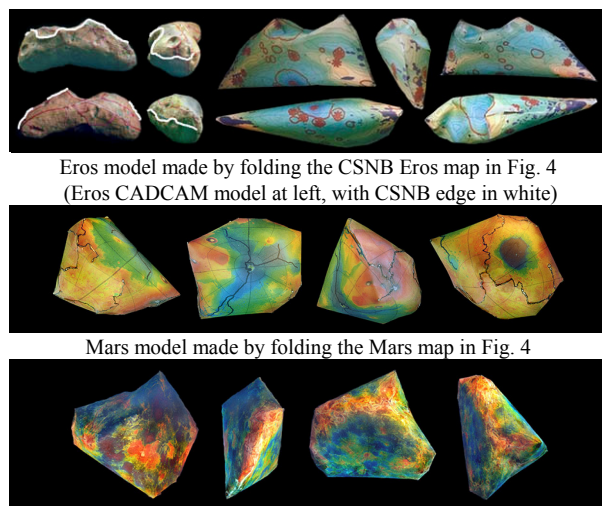 Eros model made by folding the CSNB Eros map in Fig. 4
(Eros CADCAM model at left, with CSNB edge in white)
Mars model made by folding the Mars map in Fig. 4